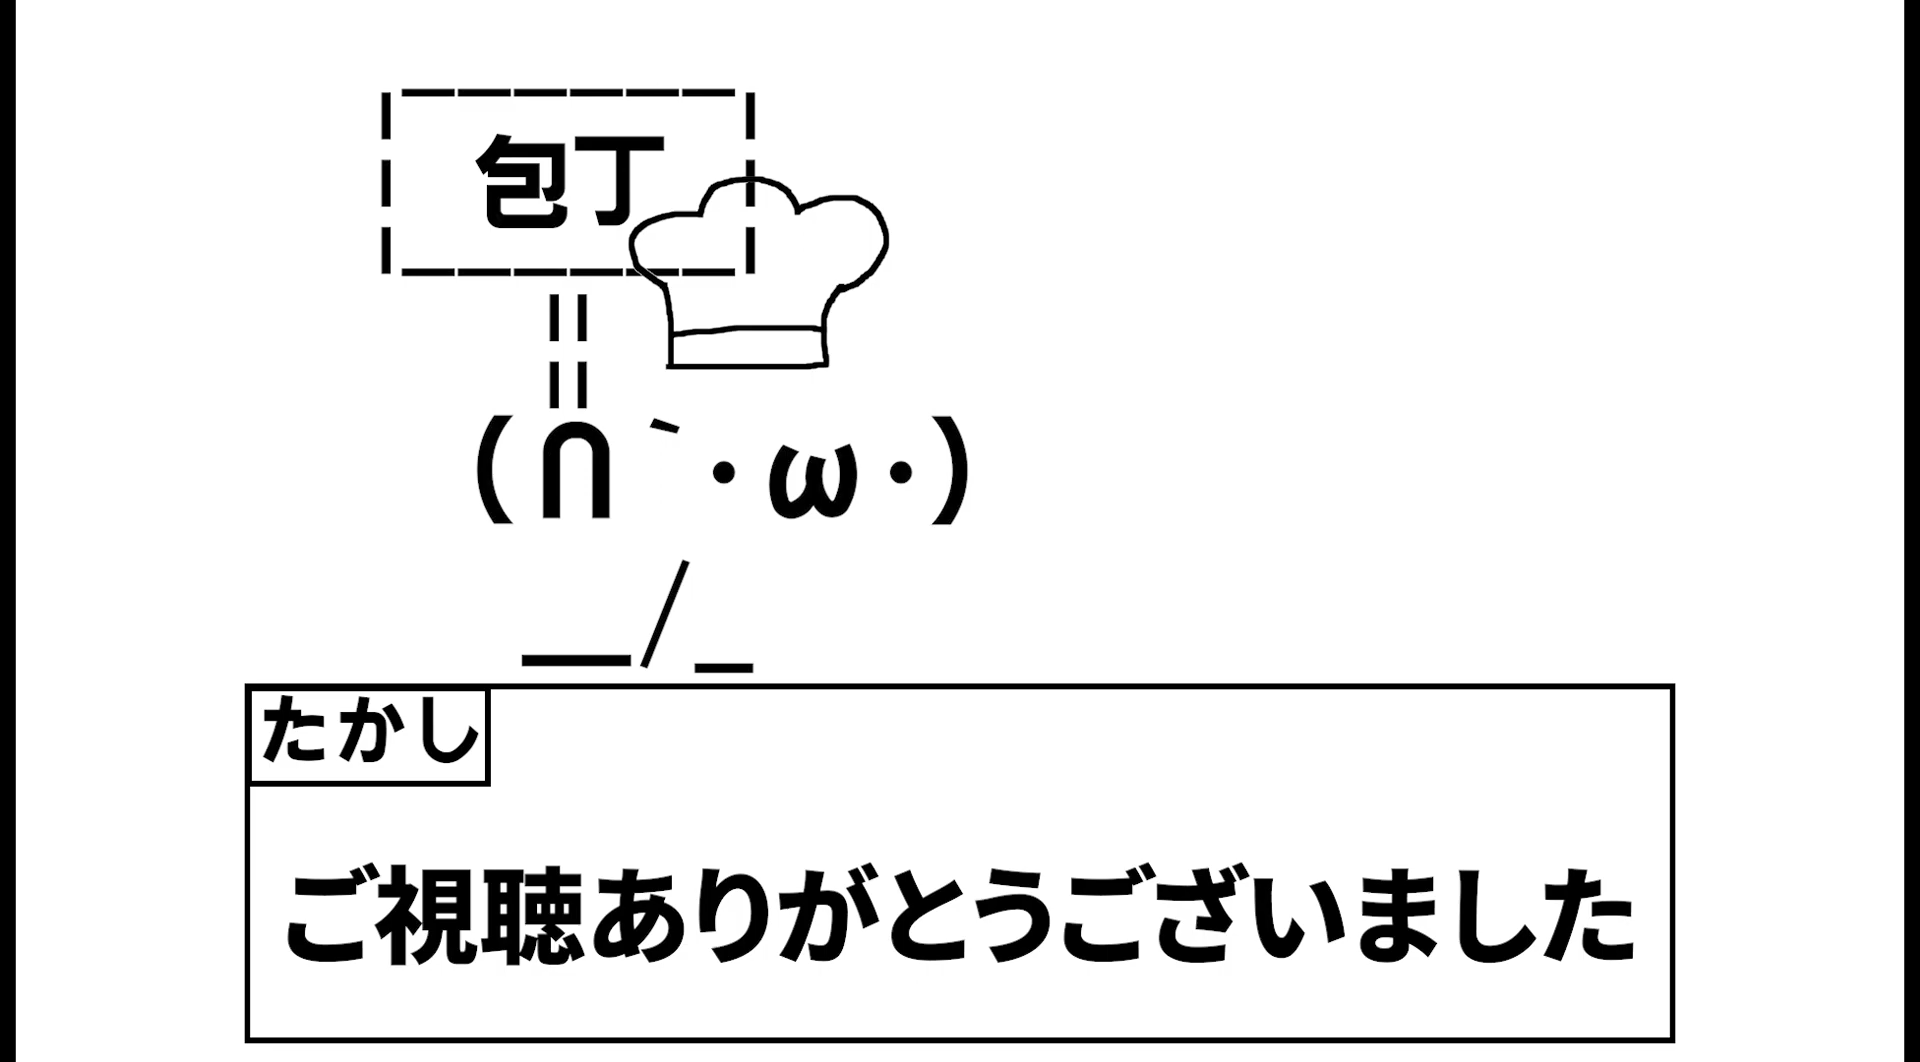 包丁
(∩｀･ω･)
＿/_
たかし
ご視聴ありがとうございました